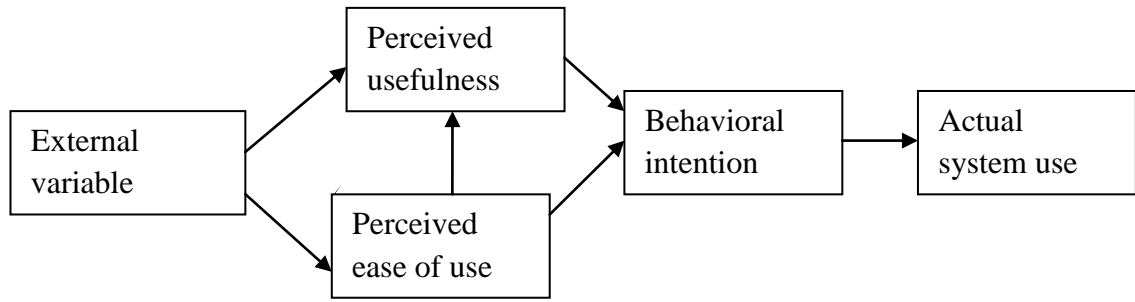 External
variable
Perceived
usefulness
Perceived
ease of use
Behavioral
intention
Actual
system use